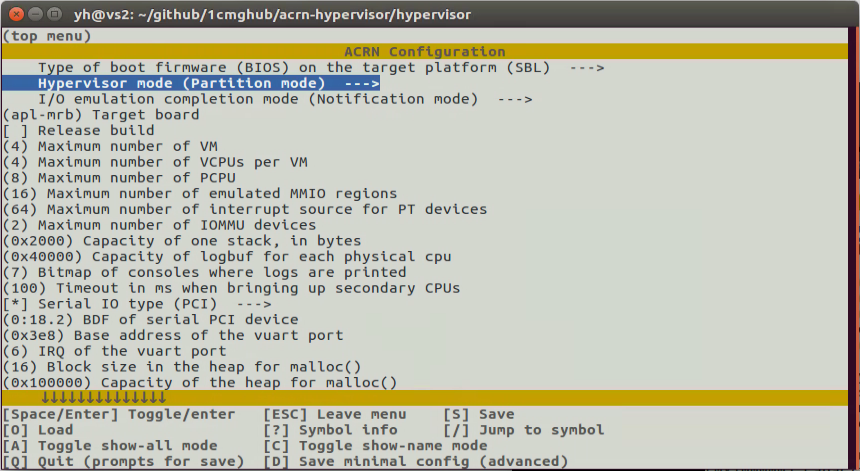 yh@vs2: ~/github/1cmghub/acrn-hypervisor/hypervisor
(top menu)
ACRN Configuration
Type of boot firmware (BIOS) on the target platform (SBL)  --->
Hypervisor mode (Partition mode)  --->
I/O emulation completion mode (Notification mode)  --->
(apl-mrb) Target board
[ ] Release build
(4) Maximum number of VM
(4) Maximum number of VCPUs per VM
(8) Maximum number of PCPU
(16) Maximum number of emulated MMIO regions
(64) Maximum number of interrupt source for PT devices
(2) Maximum number of IOMMU devices
(0x2000) Capacity of one stack, in bytes
(0x40000) Capacity of logbuf for each physical cpu
(7) Bitmap of consoles where logs are printed
(100) Timeout in ms when bringing up secondary CPUs
[*] Serial IO type (PCI)  --->
(0:18.2) BDF of serial PCI device
(0x3e8) Base address of the vuart port
(6) IRQ of the vuart port
(16) Block size in the heap for malloc()
(0x100000) Capacity of the heap for malloc()
↓↓↓↓↓↓↓↓↓↓↓↓↓↓
[Space/Enter] Toggle/enter   [ESC] Leave menu    [S] Save
[O] Load                     [?] Symbol info     [/] Jump to symbol
[A] Toggle show-all mode     [C] Toggle show-name mode
[Q] Quit (prompts for save)  [D] Save minimal config (advanced)